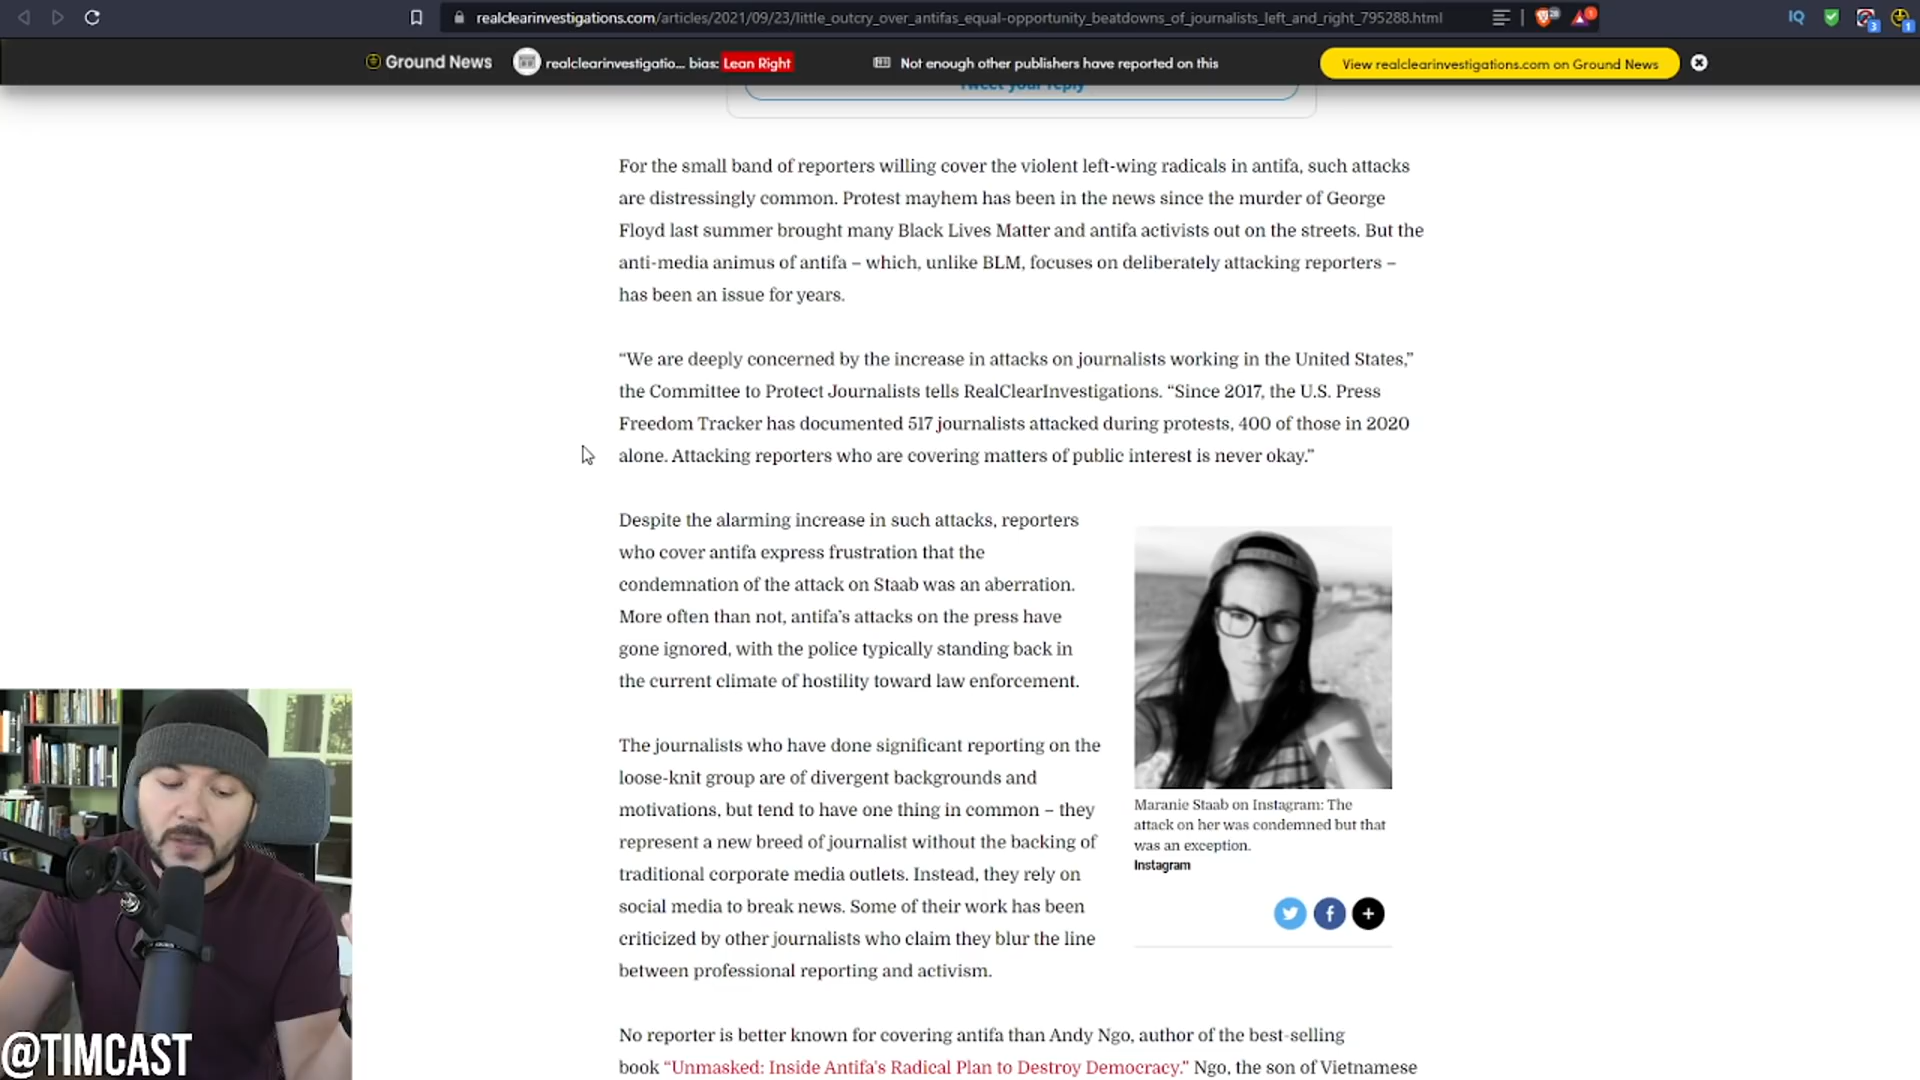 realclearinvestigations.com/articles/2021/09/23/little_outcry_over_antifas_equal-opportunity_beatdowns_of_journalists_left_and_right_795288.html
Ground News
realclearinvestigatio... bias: Lean Right
Not enough other publishers have reported on this
View realclearinvestigations.com on Ground News
Tweet your reply
For the small band of reporters willing cover the violent left-wing radicals in antifa, such attacks
are distressingly common. Protest mayhem has been in the news since the murder of George
Floyd last summer brought many Black Lives Matter and antifa activists out on the streets. But the
anti-media animus of antifa – which, unlike BLM, focuses on deliberately attacking reporters –
has been an issue for years.
“We are deeply concerned by the increase in attacks on journalists working in the United States,”
the Committee to Protect Journalists tells RealClearInvestigations. “Since 2017, the U.S. Press
Freedom Tracker has documented 517 journalists attacked during protests, 400 of those in 2020
alone. Attacking reporters who are covering matters of public interest is never okay.”
Despite the alarming increase in such attacks, reporters
who cover antifa express frustration that the
condemnation of the attack on Staab was an aberration.
More often than not, antifa’s attacks on the press have
gone ignored, with the police typically standing back in
the current climate of hostility toward law enforcement.
The journalists who have done significant reporting on the
loose-knit group are of divergent backgrounds and
motivations, but tend to have one thing in common – they
represent a new breed of journalist without the backing of
traditional corporate media outlets. Instead, they rely on
social media to break news. Some of their work has been
criticized by other journalists who claim they blur the line
between professional reporting and activism.
Maranie Staab on Instagram: The
attack on her was condemned but that
was an exception.
Instagram
No reporter is better known for covering antifa than Andy Ngo, author of the best-selling
book “Unmasked: Inside Antifa’s Radical Plan to Destroy Democracy.” Ngo, the son of Vietnamese
@TIMCAST